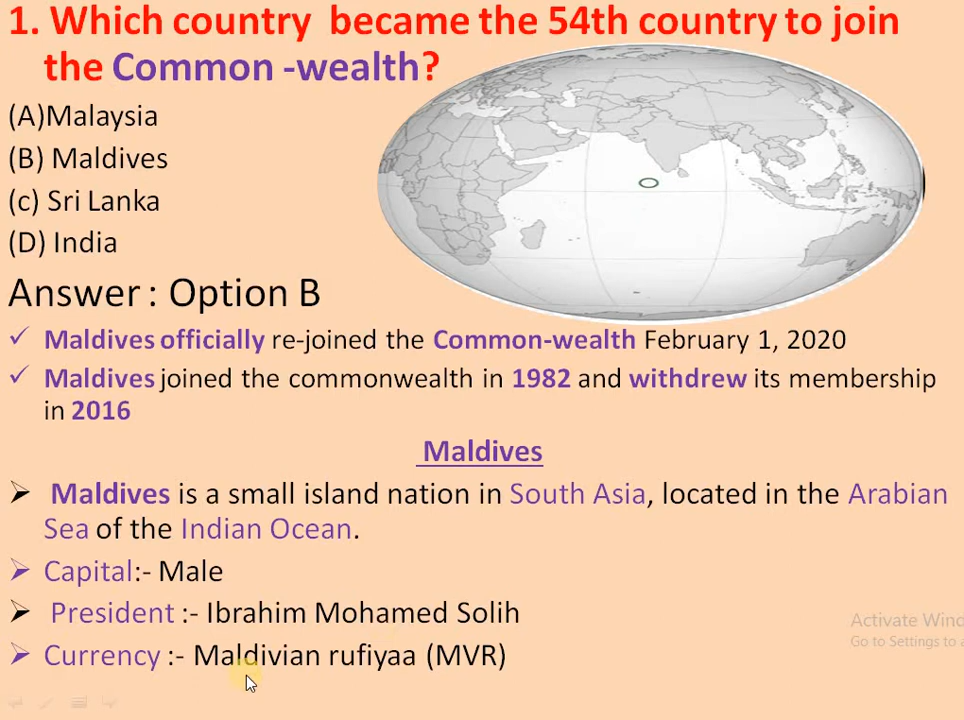 1. Which country became the 54th country to join
the Common -wealth?
(A)Malaysia
(B) Maldives
(c) Sri Lanka
(D) India
Answer : Option B
✓ Maldives officially re-joined the Common-wealth February 1, 2020
✓ Maldives joined the commonwealth in 1982 and withdrew its membership
in 2016
Maldives
➢ Maldives is a small island nation in South Asia, located in the Arabian
Sea of the Indian Ocean.
➢ Capital:- Male
➢ President :- Ibrahim Mohamed Solih
➢ Currency :- Maldivian rufiyaa (MVR)
Activate Wind
Go to Settings to a